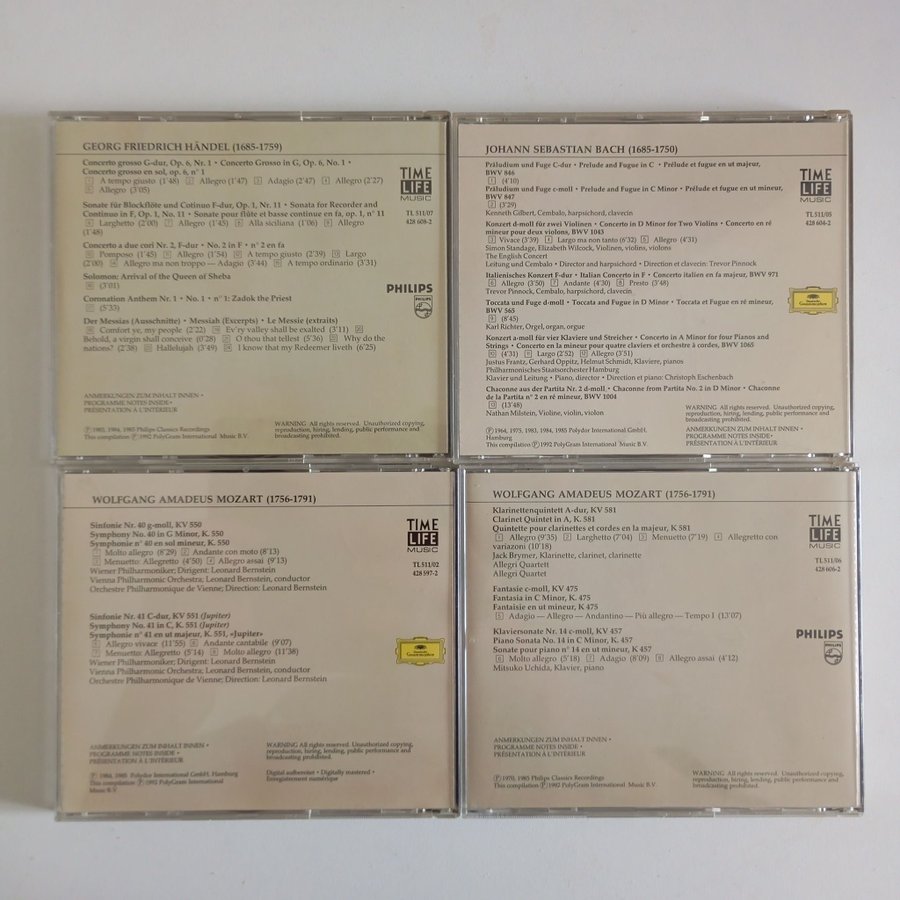 GEORG FRIEDRICH HÄNDEL (1685-1759)
Concerto grosso G-dur, Op. 6, Nr. 1 • Concerto Grosso in G, Op. 6, No. 1 •
Concerto grosso en sol, op. 6, n° 1
1 A tempo giusto (1'48) 2 Allegro (1'47) 3 Adagio (2'47) 4 Allegro (2'27)
5 Allegro (3'05)
Sonate für Blockflöte und Cotinuo F-dur, Op. 1, Nr. 11 • Sonata for Recorder and
Continuo in F, Op. 1, No. 11 • Sonate pour flûte et basse continue en fa, op. 1, n° 11
6 Larghetto (2'00) 7 Allegro (1'45) 8 Alla siciliana (1'06) 9 Allegro
(1'48)
Concerto a due cori Nr. 2, F-dur • No. 2 in F • n° 2 en fa
10 Pomposo (1'45) 11 Allegro (1'54) 12 A tempo giusto (2'39) 13 Largo
(2'00) 14 Allegro ma non troppo — Adagio (3'44) 15 A tempo ordinario (3'31)
Solomon: Arrival of the Queen of Sheba
16 (3'01)
Coronation Anthem Nr. 1 • No. 1 • n° 1: Zadok the Priest
17 (5'33)
Der Messias (Ausschnitte) • Messiah (Excerpts) • Le Messie (extraits)
18 Comfort ye, my people (2'22) 19 Ev'ry valley shall be exalted (3'11) 20
Behold, a virgin shall conceive (0'28) 21 O thou that tellest (5'36) 22 Why do the
nations? (2'38) 23 Hallelujah (3'49) 24 I know that my Redeemer liveth (6'25)
TIME
LIFE
MUSIC
TL 511/07
428 608-2
PHILIPS
PHILIPS
ANMERKUNGEN ZUM INHALT INNEN •
PROGRAMME NOTES INSIDE •
PRÉSENTATION À L'INTÉRIEUR
Ⓟ 1983, 1984, 1985 Philips Classics Recordings
This compilation Ⓟ 1992 PolyGram International Music B.V.
WARNING All rights reserved. Unauthorized copying,
reproduction, hiring, lending, public performance and
broadcasting prohibited.
JOHANN SEBASTIAN BACH (1685-1750)
Präludium und Fuge C-dur • Prelude and Fugue in C • Prélude et fugue en ut majeur,
BWV 846
1 (4'10)
Präludium und Fuge c-moll • Prelude and Fugue in C Minor • Prélude et fugue en ut mineur,
BWV 847
2 (3'29)
Kenneth Gilbert, Cembalo, harpsichord, clavecin
Konzert d-moll für zwei Violinen • Concerto in D Minor for Two Violins • Concerto en ré
mineur pour deux violons, BWV 1043
3 Vivace (3'39) 4 Largo ma non tanto (6'32) 5 Allegro (4'31)
Simon Standage, Elizabeth Wilcock, Violinen, violins, violons
The English Concert
Leitung und Cembalo • Director and harpsichord • Direction et clavecin: Trevor Pinnock
Italienisches Konzert F-dur • Italian Concerto in F • Concerto italien en fa majeur, BWV 971
6 Allegro (3'50) 7 Andante (4'30) 8 Presto (3'48)
Trevor Pinnock, Cembalo, harpsichord, clavecin
Toccata und Fuge d-moll • Toccata and Fugue in D Minor • Toccata et Fugue en ré mineur,
BWV 565
9 (8'45)
Karl Richter, Orgel, organ, orgue
Konzert a-moll für vier Klaviere und Streicher • Concerto in A Minor for four Pianos and
Strings • Concerto en la mineur pour quatre claviers et orchestre à cordes, BWV 1065
10 (4'31) 11 Largo (2'52) 12 Allegro (3'51)
Justus Frantz, Gerhard Oppitz, Helmut Schmidt, Klaviere, pianos
Philharmonisches Staatsorchester Hamburg
Klavier und Leitung • Piano, director • Direction et piano: Christoph Eschenbach
Chaconne aus der Partita Nr. 2 d-moll • Chaconne from Partita No. 2 in D Minor • Chaconne
de la Partita n° 2 en ré mineur, BWV 1004
13 (13'48)
Nathan Milstein, Violine, violin, violon
TIME
LIFE
MUSIC
TL 511/05
428 604-2
Deutsche
Grammophon
Ⓟ 1964, 1975, 1983, 1984, 1985 Polydor International GmbH,
Hamburg
This compilation Ⓟ 1992 PolyGram International Music B.V.
WARNING All rights reserved. Unauthorized copying,
reproduction, hiring, lending, public performance and
broadcasting prohibited.
ANMERKUNGEN ZUM INHALT INNEN •
PROGRAMME NOTES INSIDE •
PRÉSENTATION À L'INTÉRIEUR
WOLFGANG AMADEUS MOZART (1756-1791)
Sinfonie Nr. 40 g-moll, KV 550
Symphony No. 40 in G Minor, K. 550
Symphonie n° 40 en sol mineur, K. 550
1 Molto allegro (8'29) 2 Andante con moto (8'13)
3 Menuetto: Allegretto (4'50) 4 Allegro assai (9'13)
Wiener Philharmoniker; Dirigent: Leonard Bernstein
Vienna Philharmonic Orchestra; Leonard Bernstein, conductor
Orchestre Philharmonique de Vienne; Direction: Leonard Bernstein
Sinfonie Nr. 41 C-dur, KV 551 (Jupiter)
Symphony No. 41 in C, K. 551 (Jupiter)
Symphonie n° 41 en ut majeur, K. 551, «Jupiter»
5 Allegro vivace (11'55) 6 Andante cantabile (9'07)
7 Menuetto: Allegretto (5'14) 8 Molto allegro (11'38)
Wiener Philharmoniker; Dirigent: Leonard Bernstein
Vienna Philharmonic Orchestra; Leonard Bernstein, conductor
Orchestre Philharmonique de Vienne; Direction: Leonard Bernstein
TIME
LIFE
MUSIC
TL 511/02
428 597-2
Deutsche
Grammophon
ANMERKUNGEN ZUM INHALT INNEN •
PROGRAMME NOTES INSIDE •
PRÉSENTATION À L'INTÉRIEUR
Ⓟ 1984, 1985 Polydor International GmbH, Hamburg
This compilation Ⓟ 1992 PolyGram International
Music B.V.
WARNING All rights reserved. Unauthorized copying,
reproduction, hiring, lending, public performance and
broadcasting prohibited.
Digital aufbereitet • Digitally mastered •
Enregistrement numérique
WOLFGANG AMADEUS MOZART (1756-1791)
Klarinettenquintett A-dur, KV 581
Clarinet Quintet in A, K. 581
Quintette pour clarinettes et cordes en la majeur, K 581
1 Allegro (9'35) 2 Larghetto (7'04) 3 Menuetto (7'19) 4 Allegretto con
variazoni (10'18)
Jack Brymer, Klarinette, clarinet, clarinette
Allegri Quartett
Allegri Quartet
Fantasie c-moll, KV 475
Fantasia in C Minor, K. 475
Fantaisie en ut mineur, K 475
5 Adagio — Allegro — Andantino — Più allegro — Tempo I (13'07)
Klaviersonate Nr. 14 c-moll, KV 457
Piano Sonata No. 14 in C Minor, K. 457
Sonate pour piano n° 14 en ut mineur, K 457
6 Molto allegro (5'18) 7 Adagio (8'09) 8 Allegro assai (4'12)
Mitsuko Uchida, Klavier, piano
TIME
LIFE
MUSIC
TL 511/06
428 606-2
PHILIPS
PHILIPS
ANMERKUNGEN ZUM INHALT INNEN •
PROGRAMME NOTES INSIDE •
PRÉSENTATION À L'INTÉRIEUR
Ⓟ 1970, 1985 Philips Classics Recordings
This compilation Ⓟ 1992 PolyGram International Music B.V.
WARNING All rights reserved. Unauthorized copying,
reproduction, hiring, lending, public performance and
broadcasting prohibited.